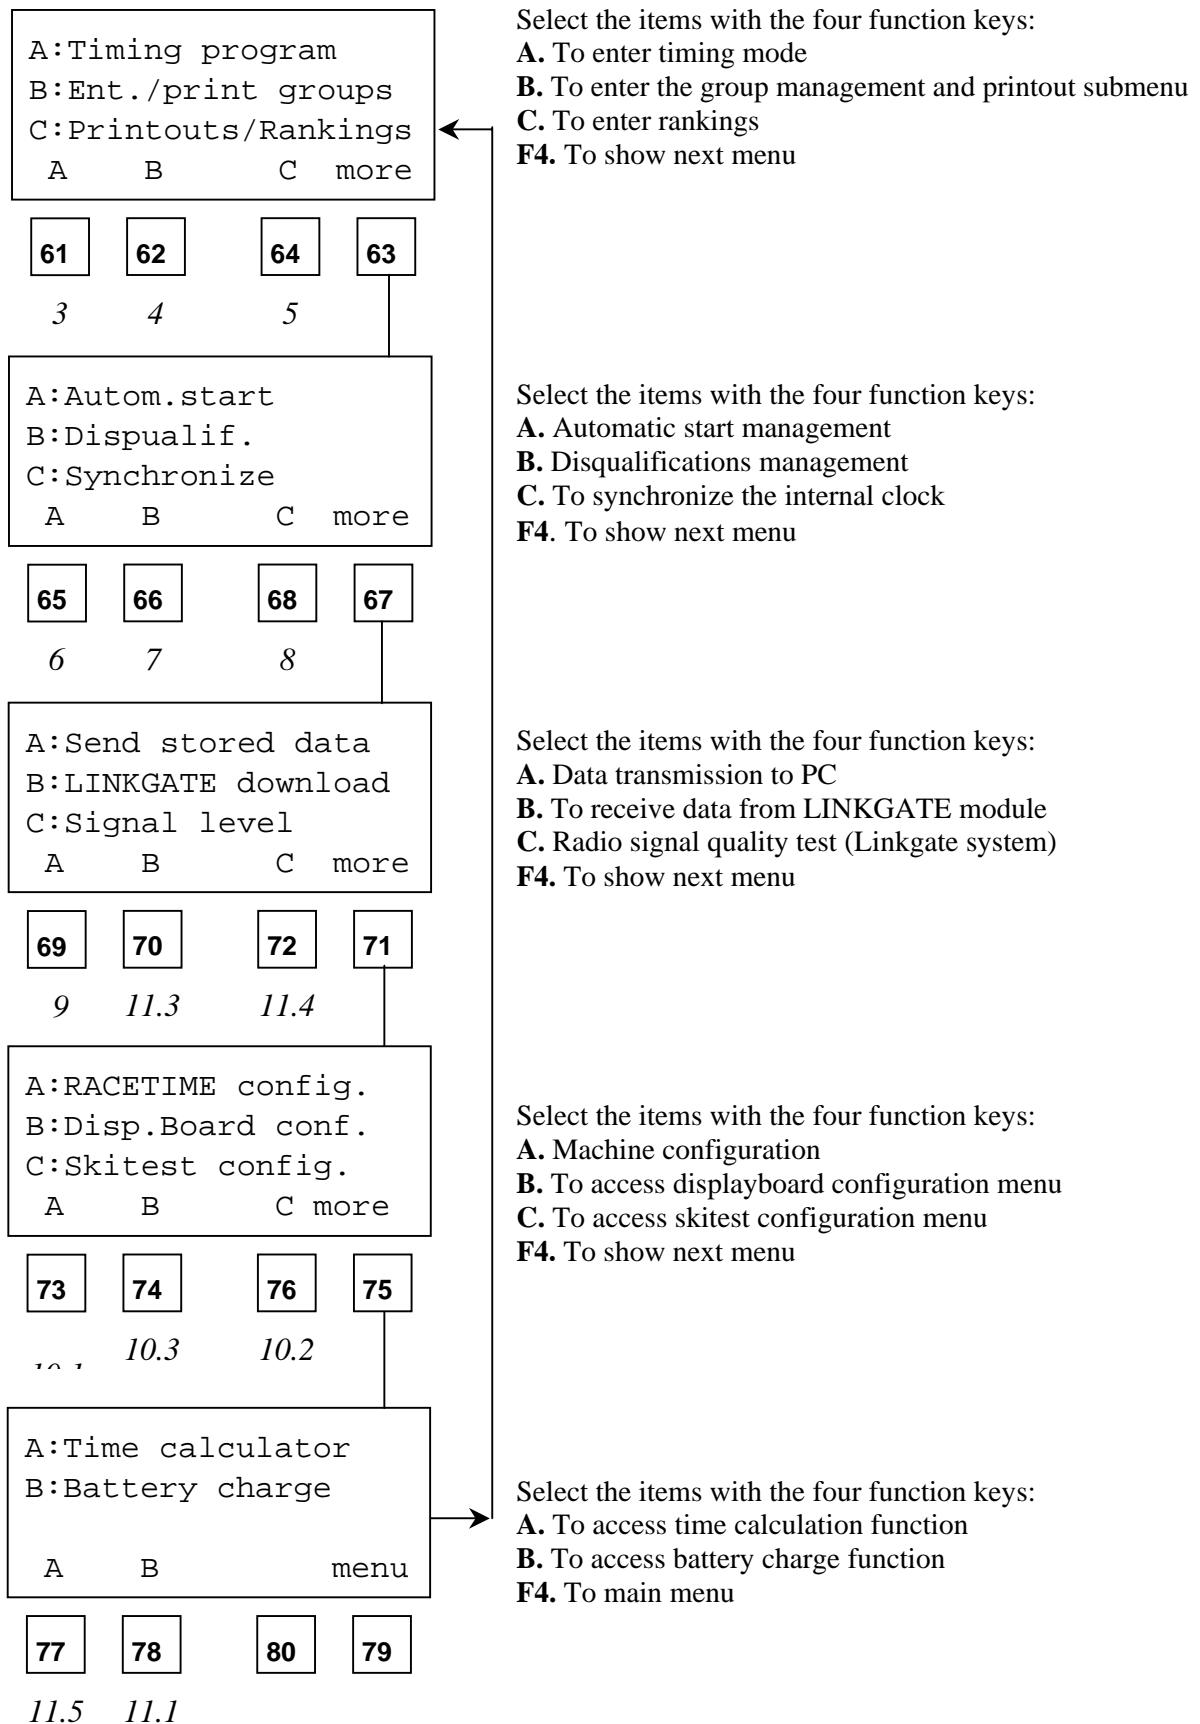 A:Timing program
B:Ent./print groups
C:Printouts/Rankings
A B C more
61 62 64 63
3 4 5
Select the items with the four function keys:
A. To enter timing mode
B. To enter the group management and printout submenu
C. To enter rankings
F4. To show next menu
A:Autom.start
B:Dispualif.
C:Synchronize
A B C more
65 66 68 67
6 7 8
Select the items with the four function keys:
A. Automatic start management
B. Disqualifications management
C. To synchronize the internal clock
F4. To show next menu
A:Send stored data
B:LINKGATE download
C:Signal level
A B C more
69 70 72 71
9 11.3 11.4
Select the items with the four function keys:
A. Data transmission to PC
B. To receive data from LINKGATE module
C. Radio signal quality test (Linkgate system)
F4. To show next menu
A:RACETIME config.
B:Disp.Board conf.
C:Skitest config.
A B C more
73 74 76 75
10.3 10.2
Select the items with the four function keys:
A. Machine configuration
B. To access displayboard configuration menu
C. To access skitest configuration menu
F4. To show next menu
A:Time calculator
B:Battery charge
A B menu
77 78 80 79
11.5 11.1
Select the items with the four function keys:
A. To access time calculation function
B. To access battery charge function
F4. To main menu